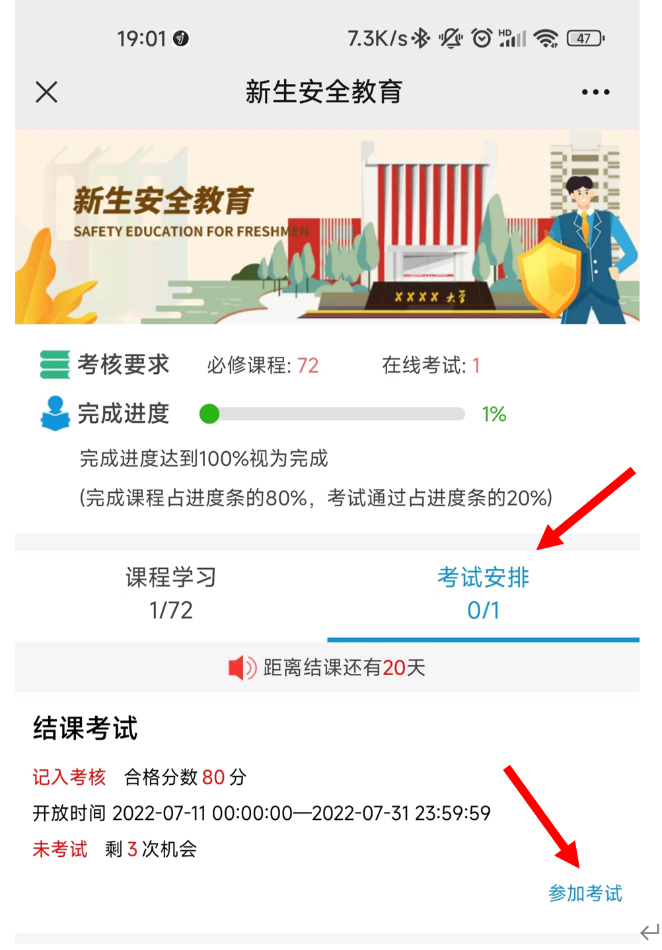 19:01
7.3K/s HD 47
新生安全教育
新生安全教育
SAFETY EDUCATION FOR FRESHMEN
XXXX 大学
考核要求 必修课程: 72 在线考试: 1
完成进度 1%
完成进度达到100%视为完成
(完成课程占进度条的80%，考试通过占进度条的20%)
课程学习 考试安排
1/72 0/1
距离结课还有20天
结课考试
记入考核 合格分数 80 分
开放时间 2022-07-11 00:00:00—2022-07-31 23:59:59
未考试 剩 3 次机会
参加考试